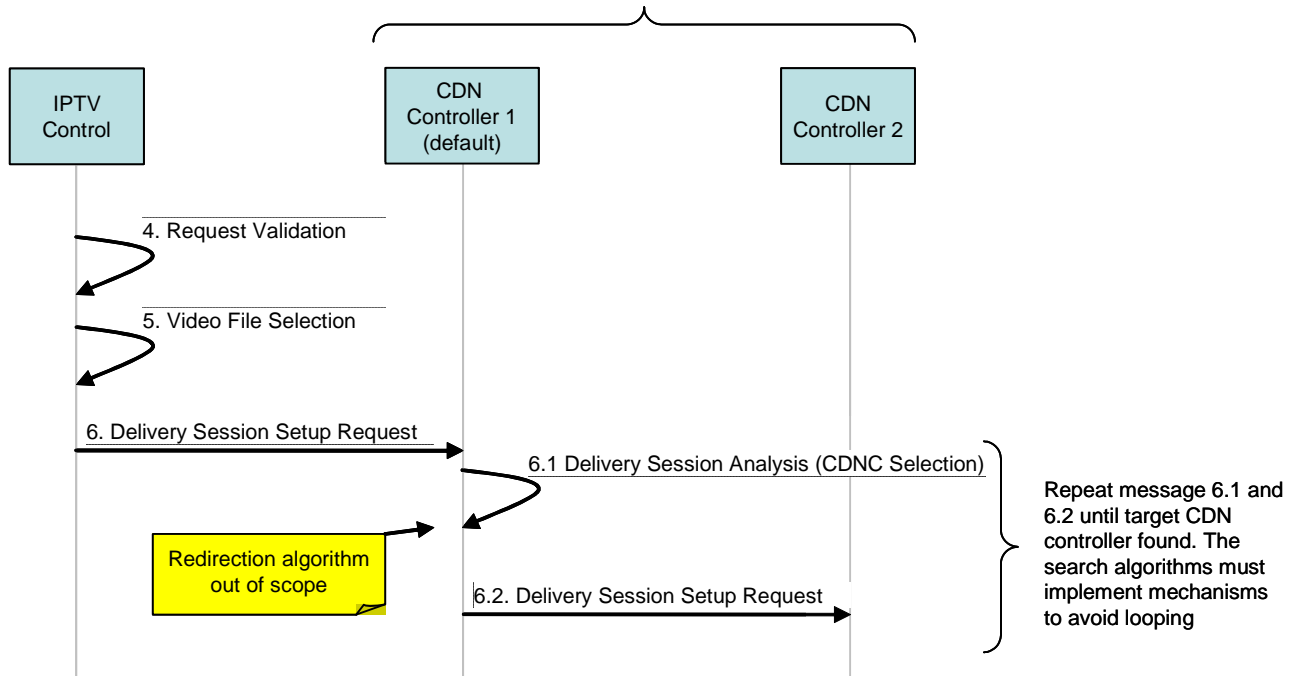 IPTV
Control
CDN
Controller 1
(default)
CDN
Controller 2
4. Request Validation
5. Video File Selection
6. Delivery Session Setup Request
6.1 Delivery Session Analysis (CDNC Selection)
Redirection algorithm
out of scope
6.2. Delivery Session Setup Request
Repeat message 6.1 and
6.2 until target CDN
controller found. The
search algorithms must
implement mechanisms
to avoid looping